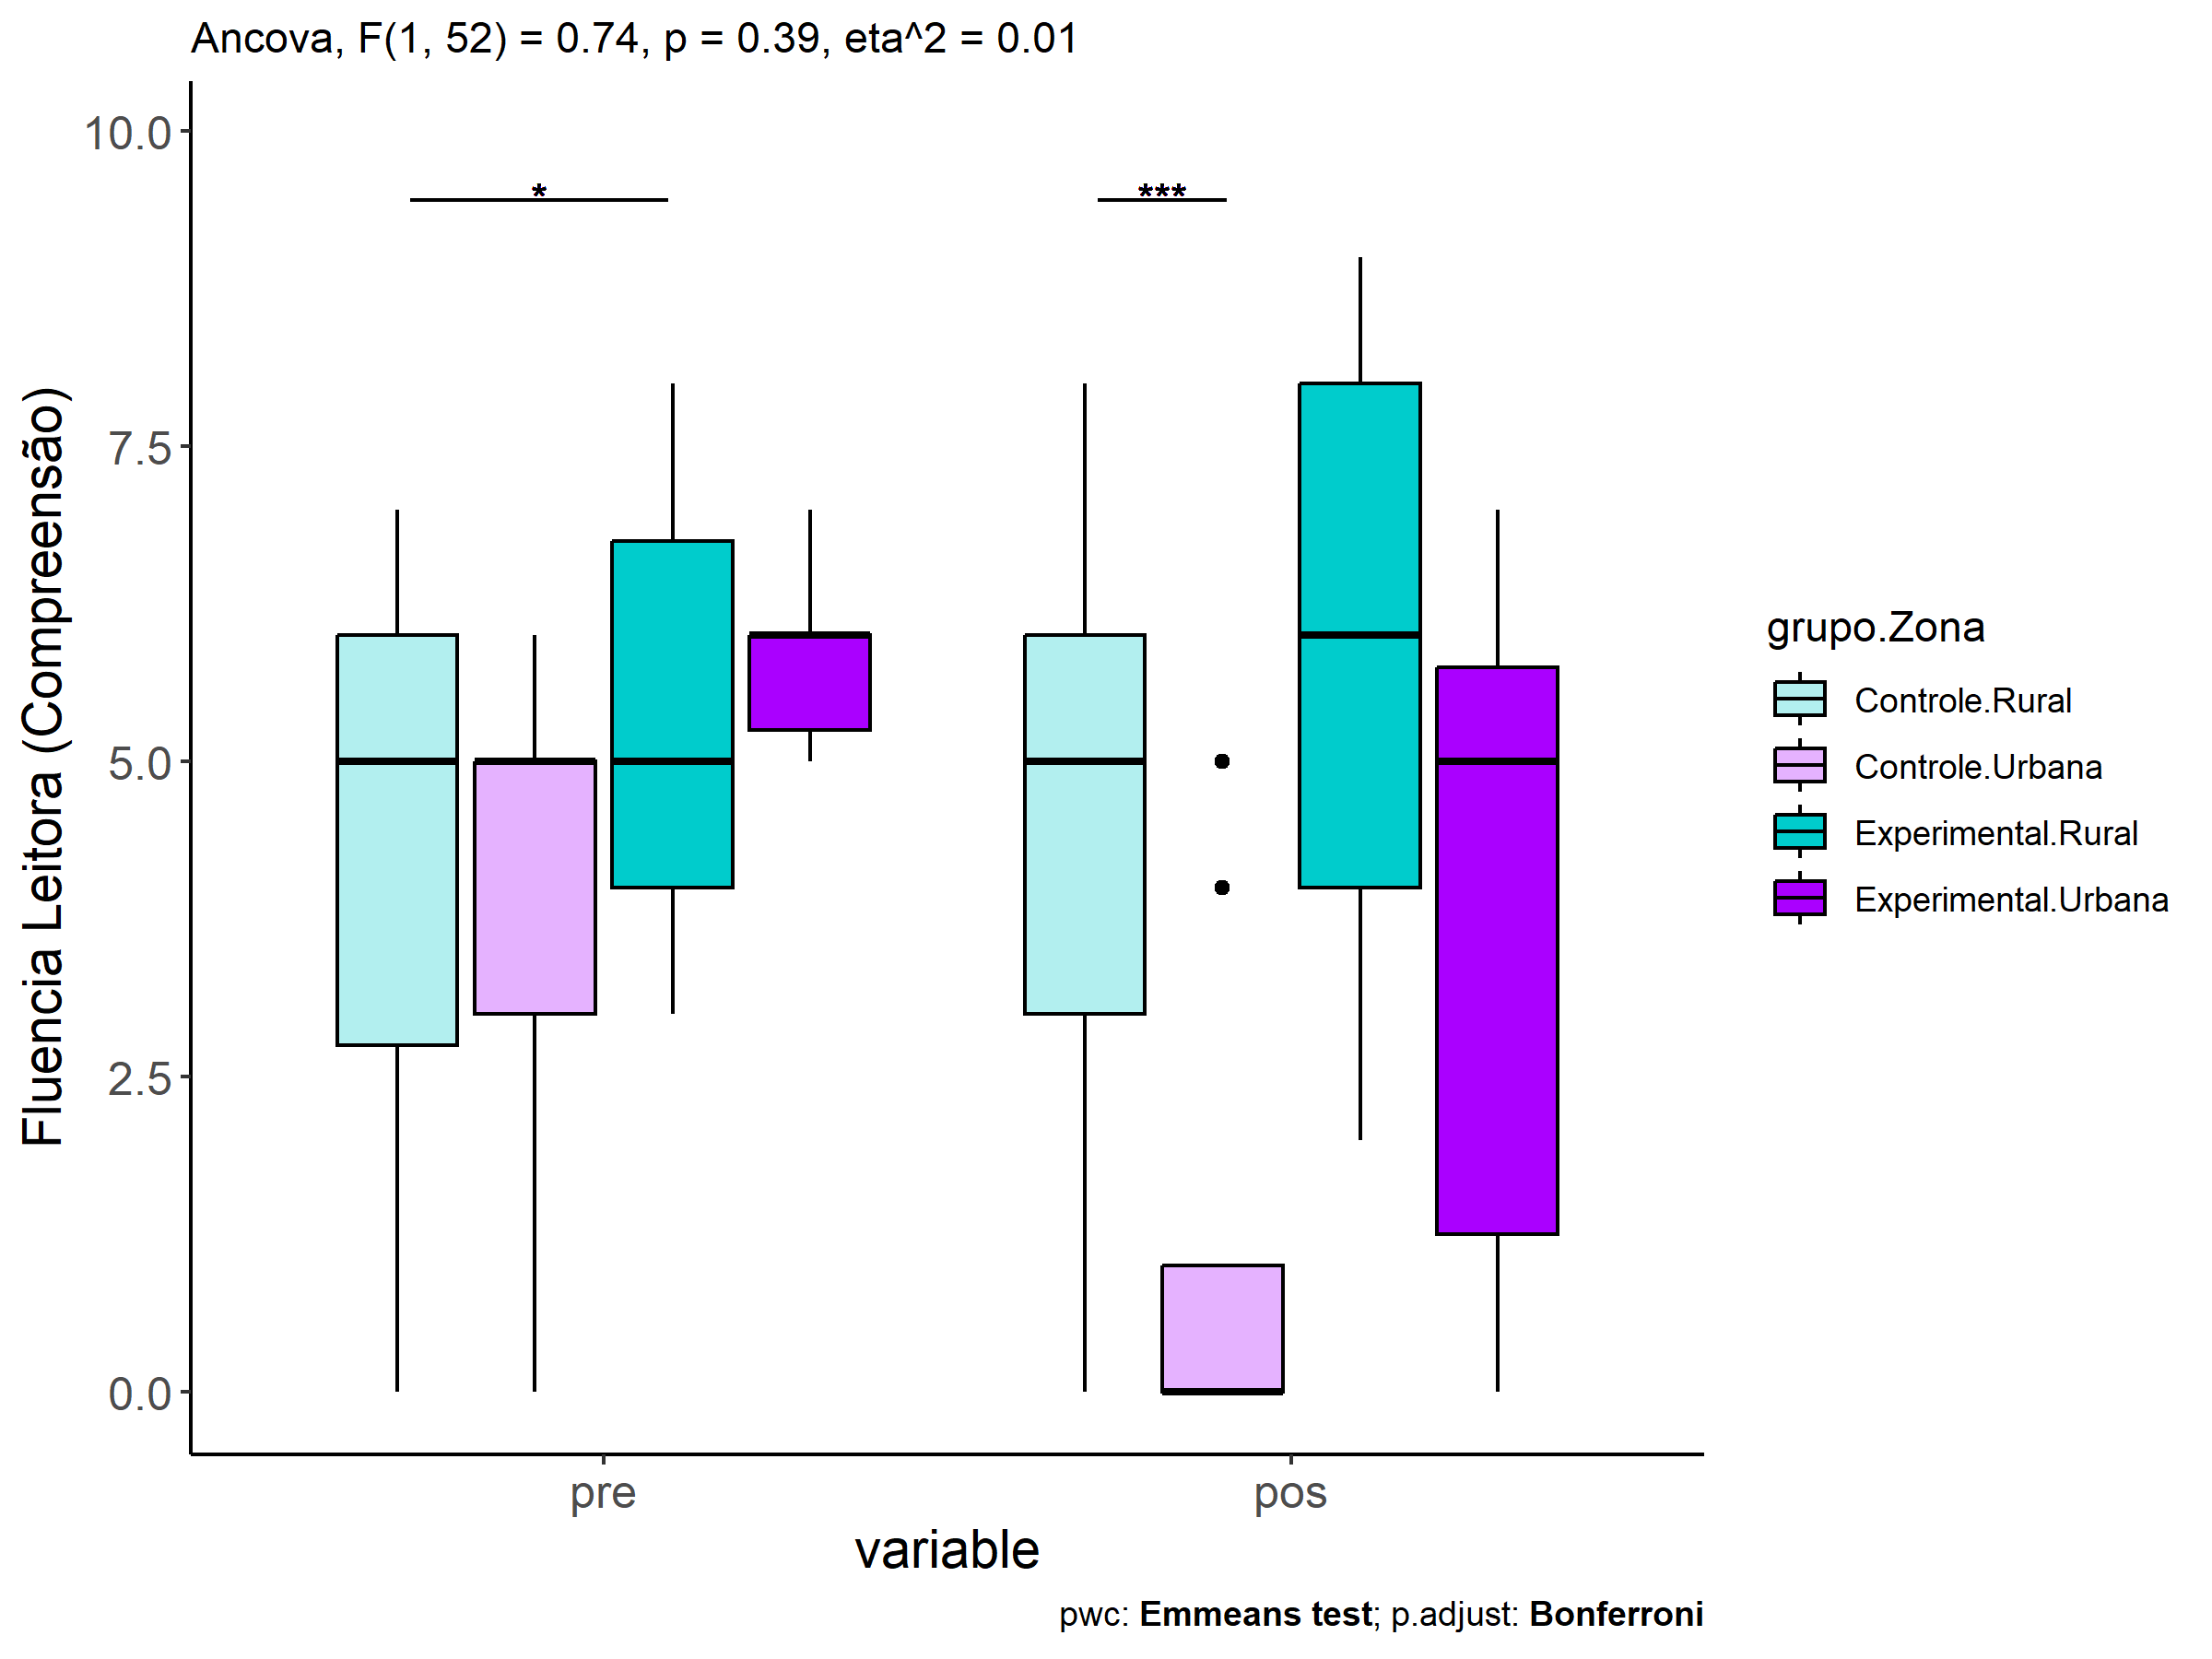 Ancova, F(1, 52) = 0.74, p = 0.39, eta^2 = 0.01
Fluencia Leitora (Compreensão)
10.0
7.5
5.0
2.5
0.0
*
***
pre
pos
variable
grupo.Zona
Controle.Rural
Controle.Urbana
Experimental.Rural
Experimental.Urbana
pwc: Emmeans test; p.adjust: Bonferroni